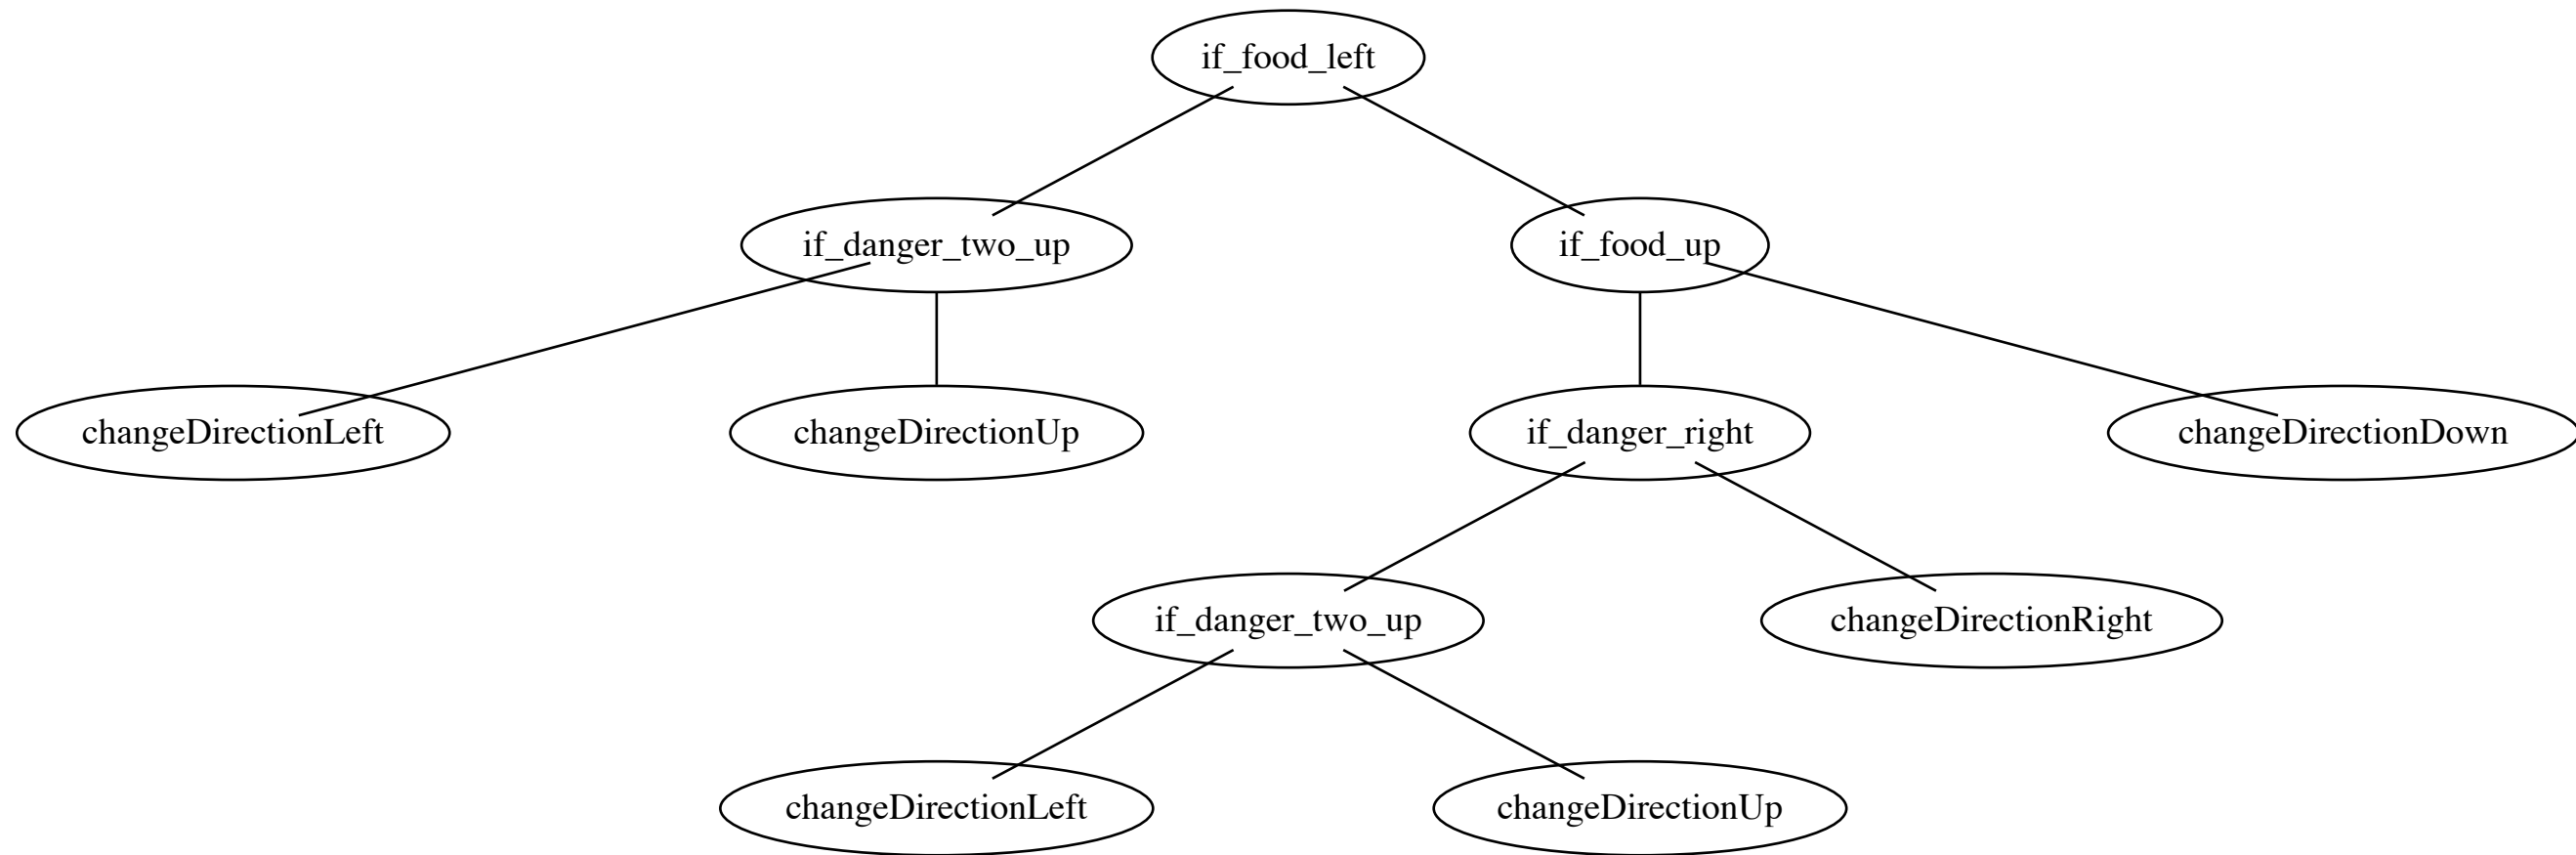 if_food_left
if_danger_two_up
if_food_up
changeDirectionLeft
changeDirectionUp
if_danger_right
changeDirectionDown
if_danger_two_up
changeDirectionRight
changeDirectionLeft
changeDirectionUp